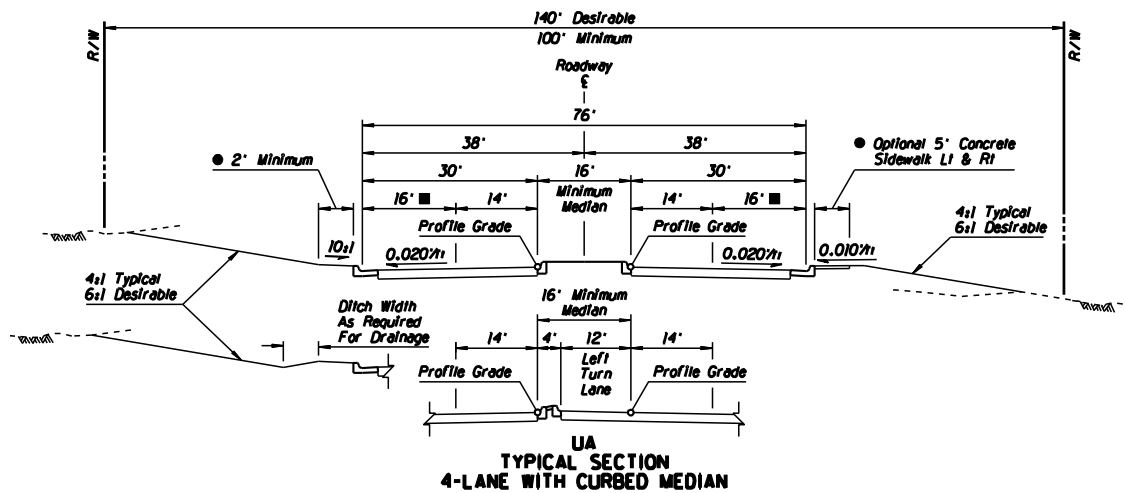 140' Desirable
100' Minimum
R/W
R/W
Roadway
℄
76'
38'
38'
● 2' Minimum
● Optional 5' Concrete
Sidewalk Lt & Rt
30'
16'
30'
Minimum
Median
16' ■
14'
14'
16' ■
Profile Grade
Profile Grade
4:1 Typical
6:1 Desirable
10:1
0.020'/ft
0.020'/ft
0.010'/ft
4:1 Typical
6:1 Desirable
16' Minimum
Median
Ditch Width
As Required
For Drainage
14'
4'
12'
14'
Left
Turn
Lane
Profile Grade
Profile Grade
UA
TYPICAL SECTION
4-LANE WITH CURBED MEDIAN